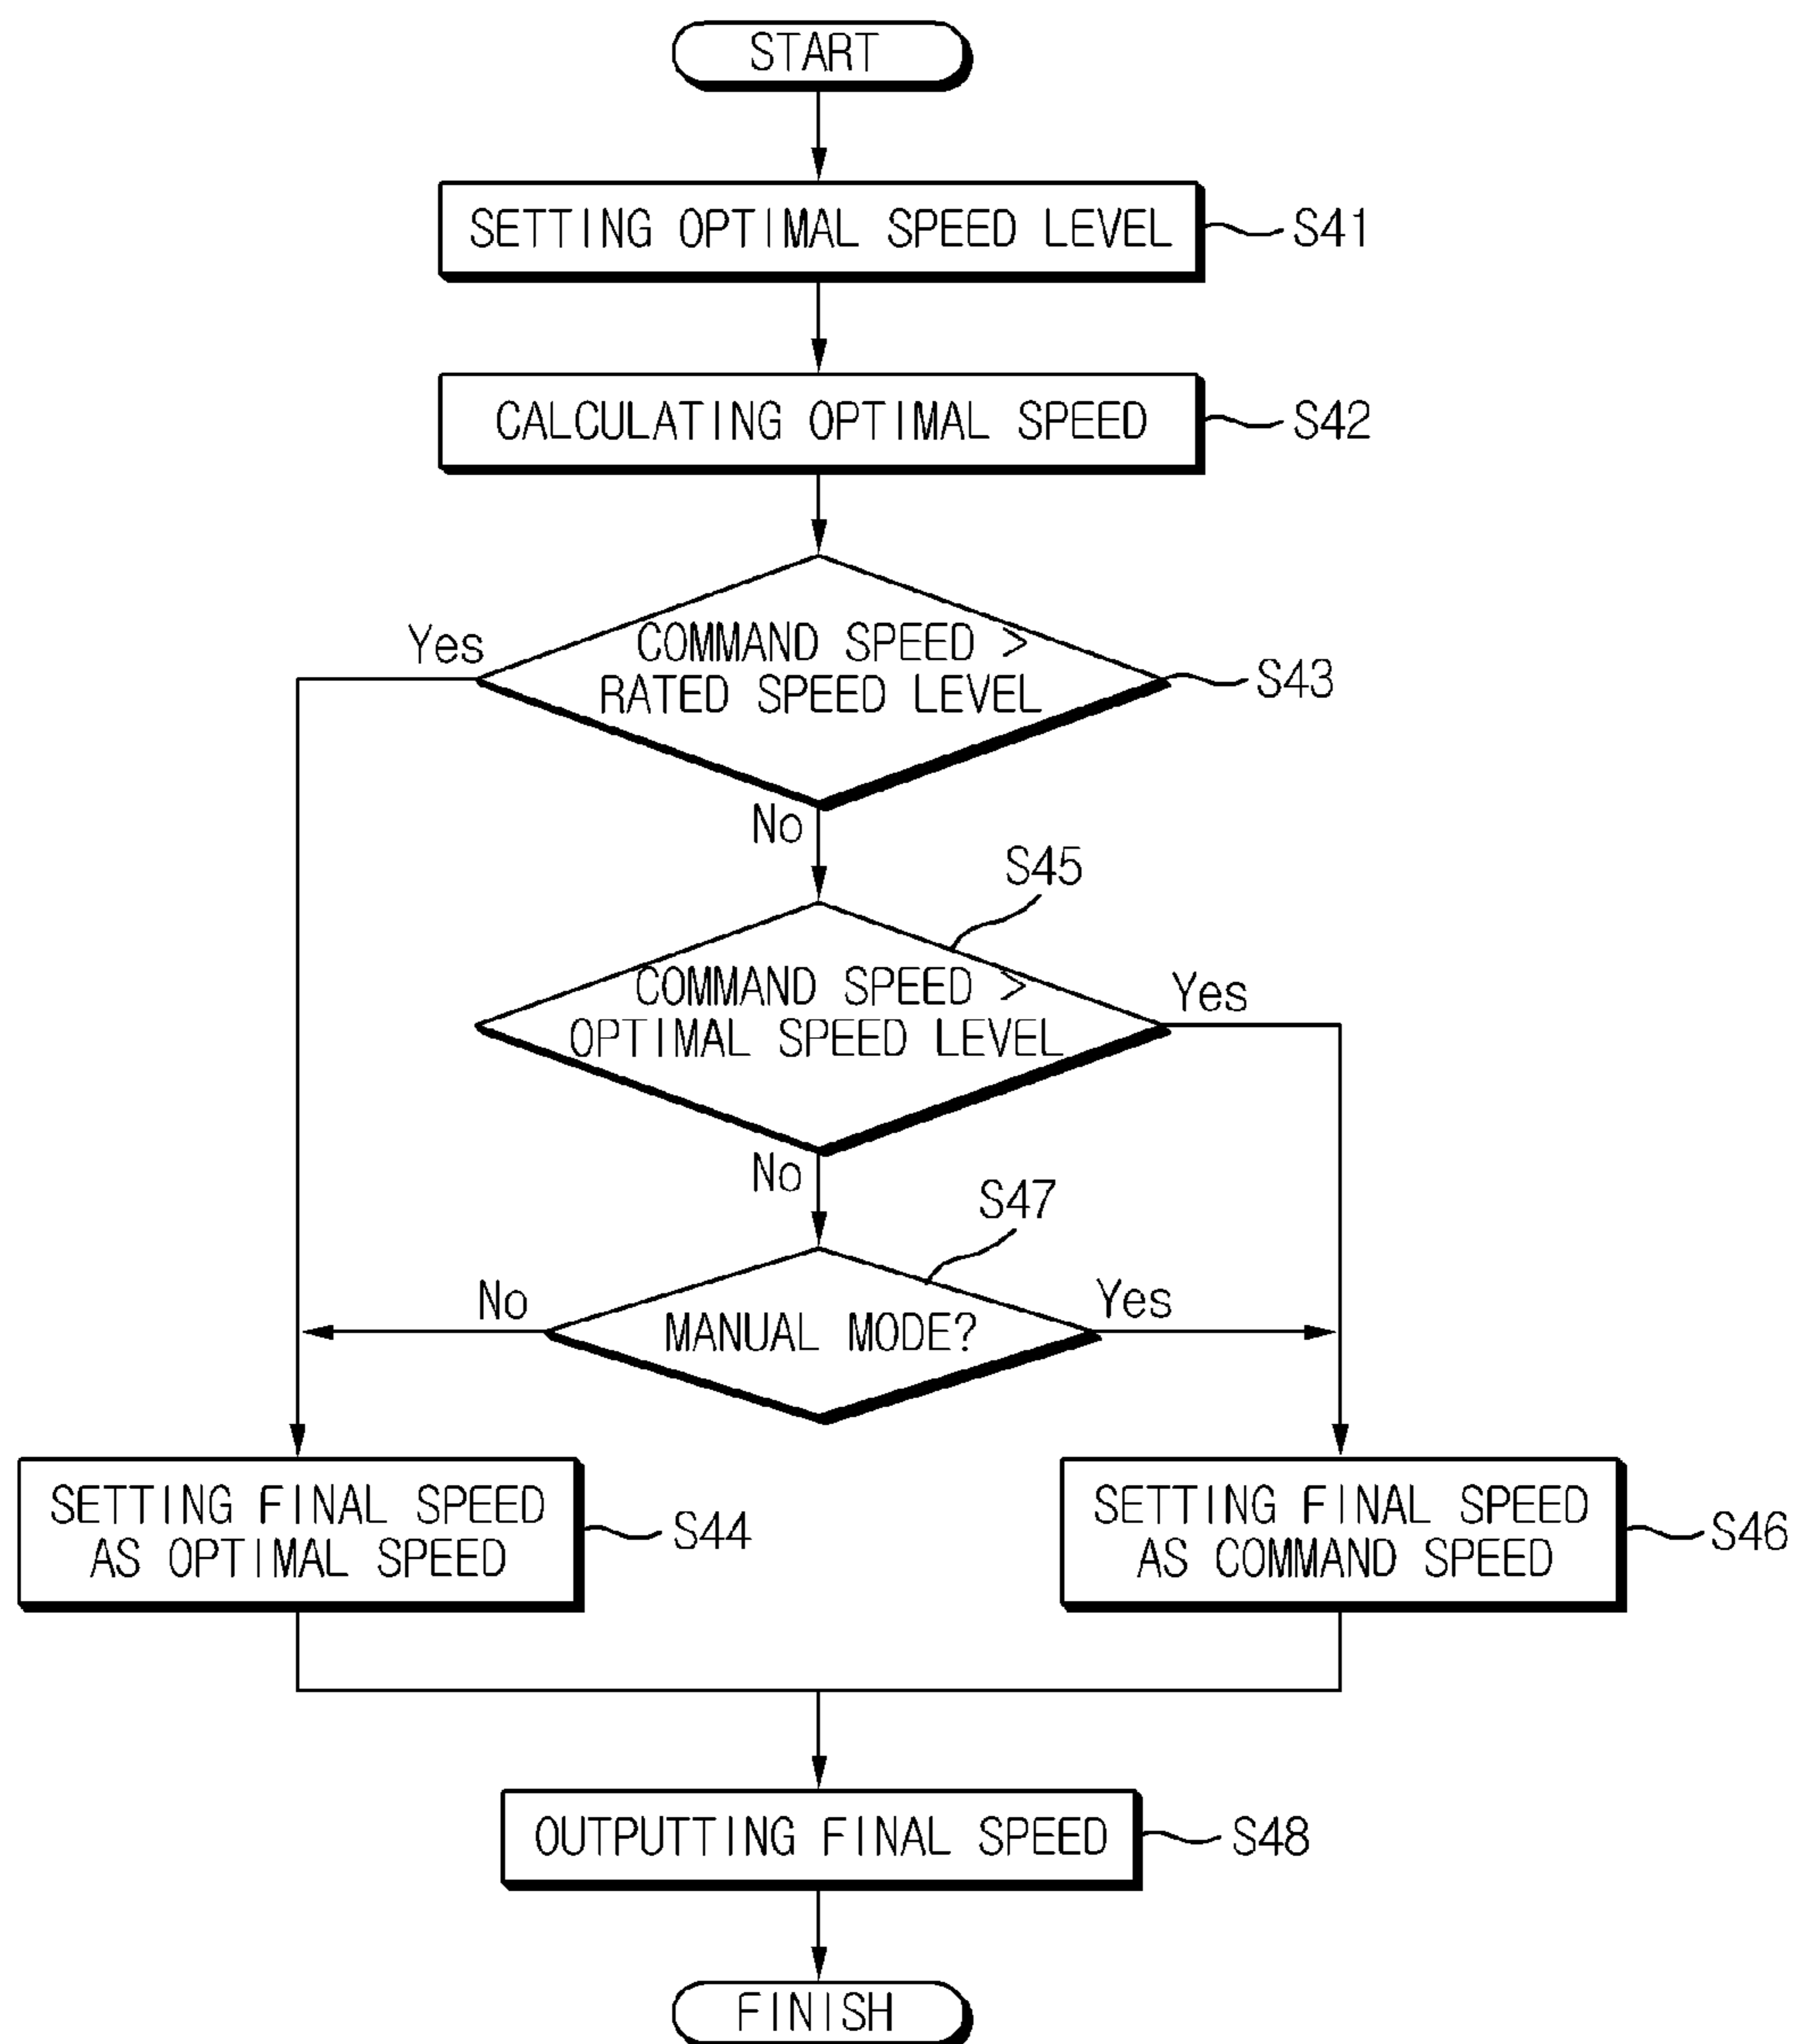 START
SETTING OPTIMAL SPEED LEVEL
S41
CALCULATING OPTIMAL SPEED
S42
Yes
COMMAND SPEED >
RATED SPEED LEVEL
S43
No
S45
COMMAND SPEED >
OPTIMAL SPEED LEVEL
Yes
No
S47
No
MANUAL MODE?
Yes
SETTING FINAL SPEED
AS OPTIMAL SPEED
S44
SETTING FINAL SPEED
AS COMMAND SPEED
S46
OUTPUTTING FINAL SPEED
S48
FINISH